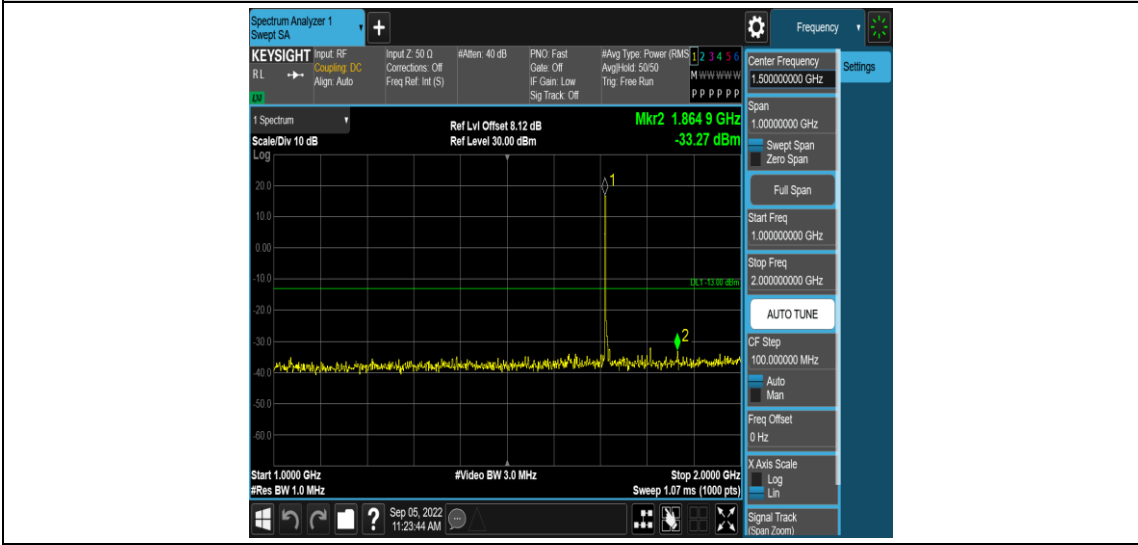 Spectrum Analyzer 1
Swept SA
+
Frequency
KEYSIGHT
RL
LM
Input: RF
Coupling: DC
Align: Auto
Input Z: 50 Ω
Corrections: Off
Freq Ref: Int (S)
#Atten: 40 dB
PNO: Fast
Gate: Off
IF Gain: Low
Sig Track: Off
#Avg Type: Power (RMS
Avg|Hold: 50/50
Trig: Free Run
1 2 3 4 5 6
M W W W W W
P P P P P P
1 Spectrum
Scale/Div 10 dB
Log
Ref Lvl Offset 8.12 dB
Ref Level 30.00 dBm
Mkr2 1.864 9 GHz
-33.27 dBm
20.0
10.0
0.00
-10.0
-20.0
-30.0
-40.0
-50.0
-60.0
1
DL1 -13.00 dBm
2
Start 1.0000 GHz
#Res BW 1.0 MHz
#Video BW 3.0 MHz
Stop 2.0000 GHz
Sweep 1.07 ms (1000 pts)
?
Sep 05, 2022
11:23:44 AM
Center Frequency
1.500000000 GHz
Settings
Span
1.00000000 GHz
Swept Span
Zero Span
Full Span
Start Freq
1.000000000 GHz
Stop Freq
2.000000000 GHz
AUTO TUNE
CF Step
100.000000 MHz
Auto
Man
Freq Offset
0 Hz
X Axis Scale
Log
Lin
Signal Track
(Span Zoom)